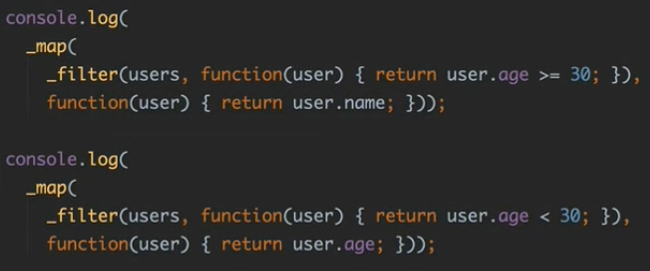 console.log(
  _map(
    _filter(users, function(user) { return user.age >= 30; }),
    function(user) { return user.name; }));
console.log(
  _map(
    _filter(users, function(user) { return user.age < 30; }),
    function(user) { return user.age; }));